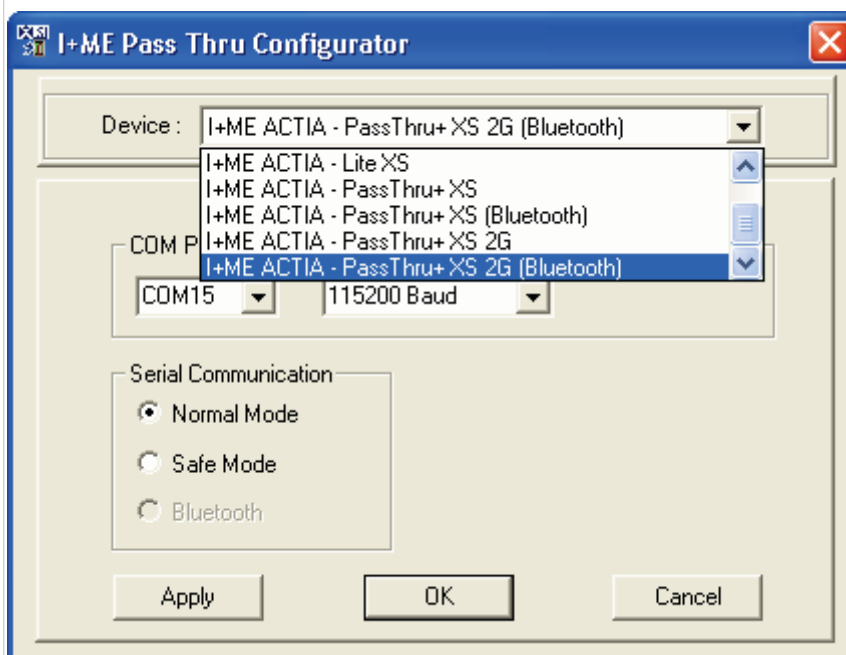 I+ME Pass Thru Configurator
Device : I+ME ACTIA - PassThru+ XS 2G (Bluetooth)
I+ME ACTIA - Lite XS
I+ME ACTIA - PassThru+ XS
I+ME ACTIA - PassThru+ XS (Bluetooth)
I+ME ACTIA - PassThru+ XS 2G
I+ME ACTIA - PassThru+ XS 2G (Bluetooth)
COM P
COM15 115200 Baud
Serial Communication
Normal Mode
Safe Mode
Bluetooth
Apply OK Cancel